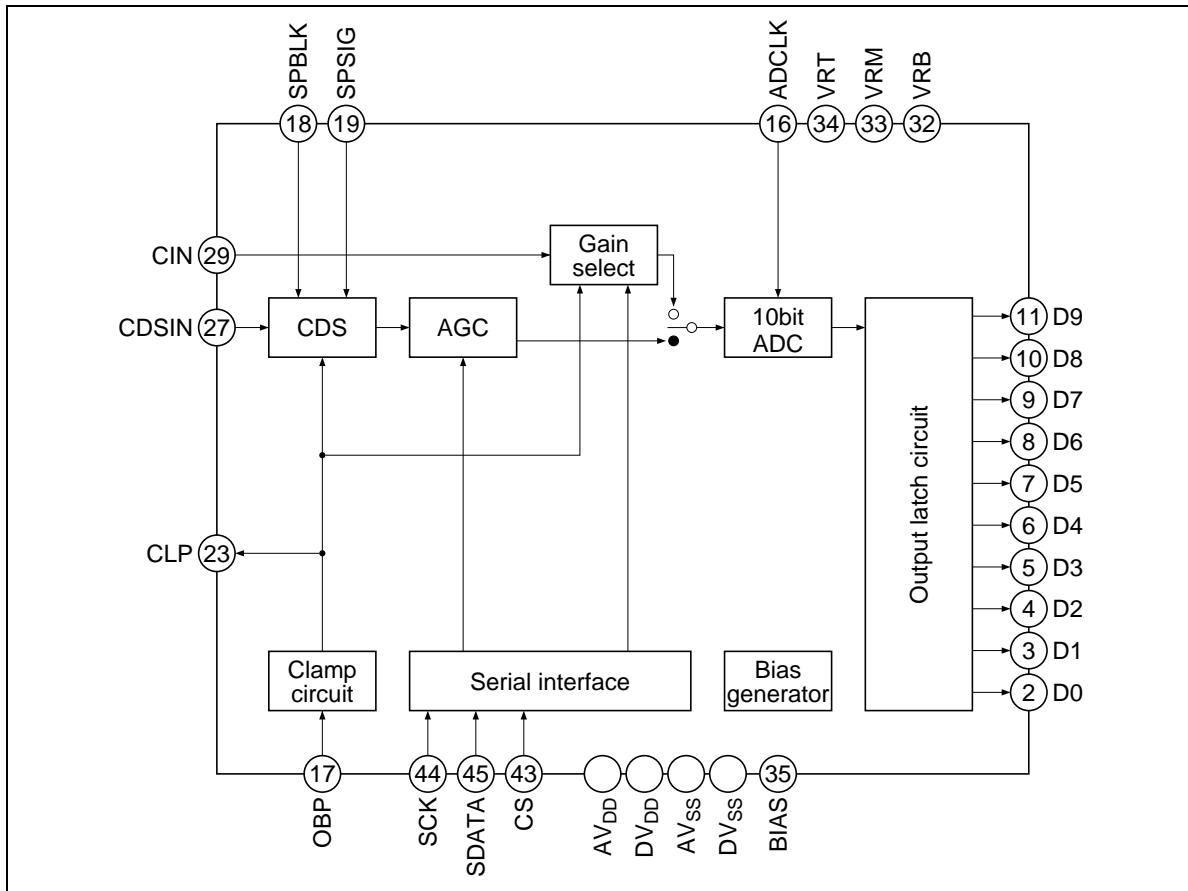 SPBLK
SPSIG
ADCLK
VRT
VRM
VRB
18
19
16
34
33
32
CIN
29
Gain
select
CDSIN
27
CDS
AGC
10bit
ADC
Output latch circuit
11
D9
10
D8
9
D7
8
D6
7
D5
6
D4
5
D3
4
D2
3
D1
2
D0
CLP
23
Clamp
circuit
Serial interface
Bias
generator
17
44
45
43
35
OBP
SCK
SDATA
CS
AVDD
DVDD
AVSS
DVSS
BIAS